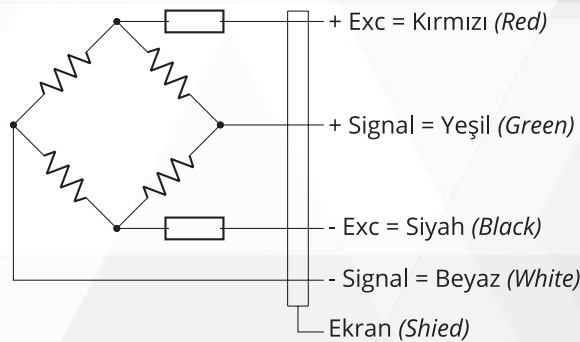 + Exc = Kırmızı (Red)
+ Signal = Yeşil (Green)
- Exc = Siyah (Black)
- Signal = Beyaz (White)
Ekran (Shied)